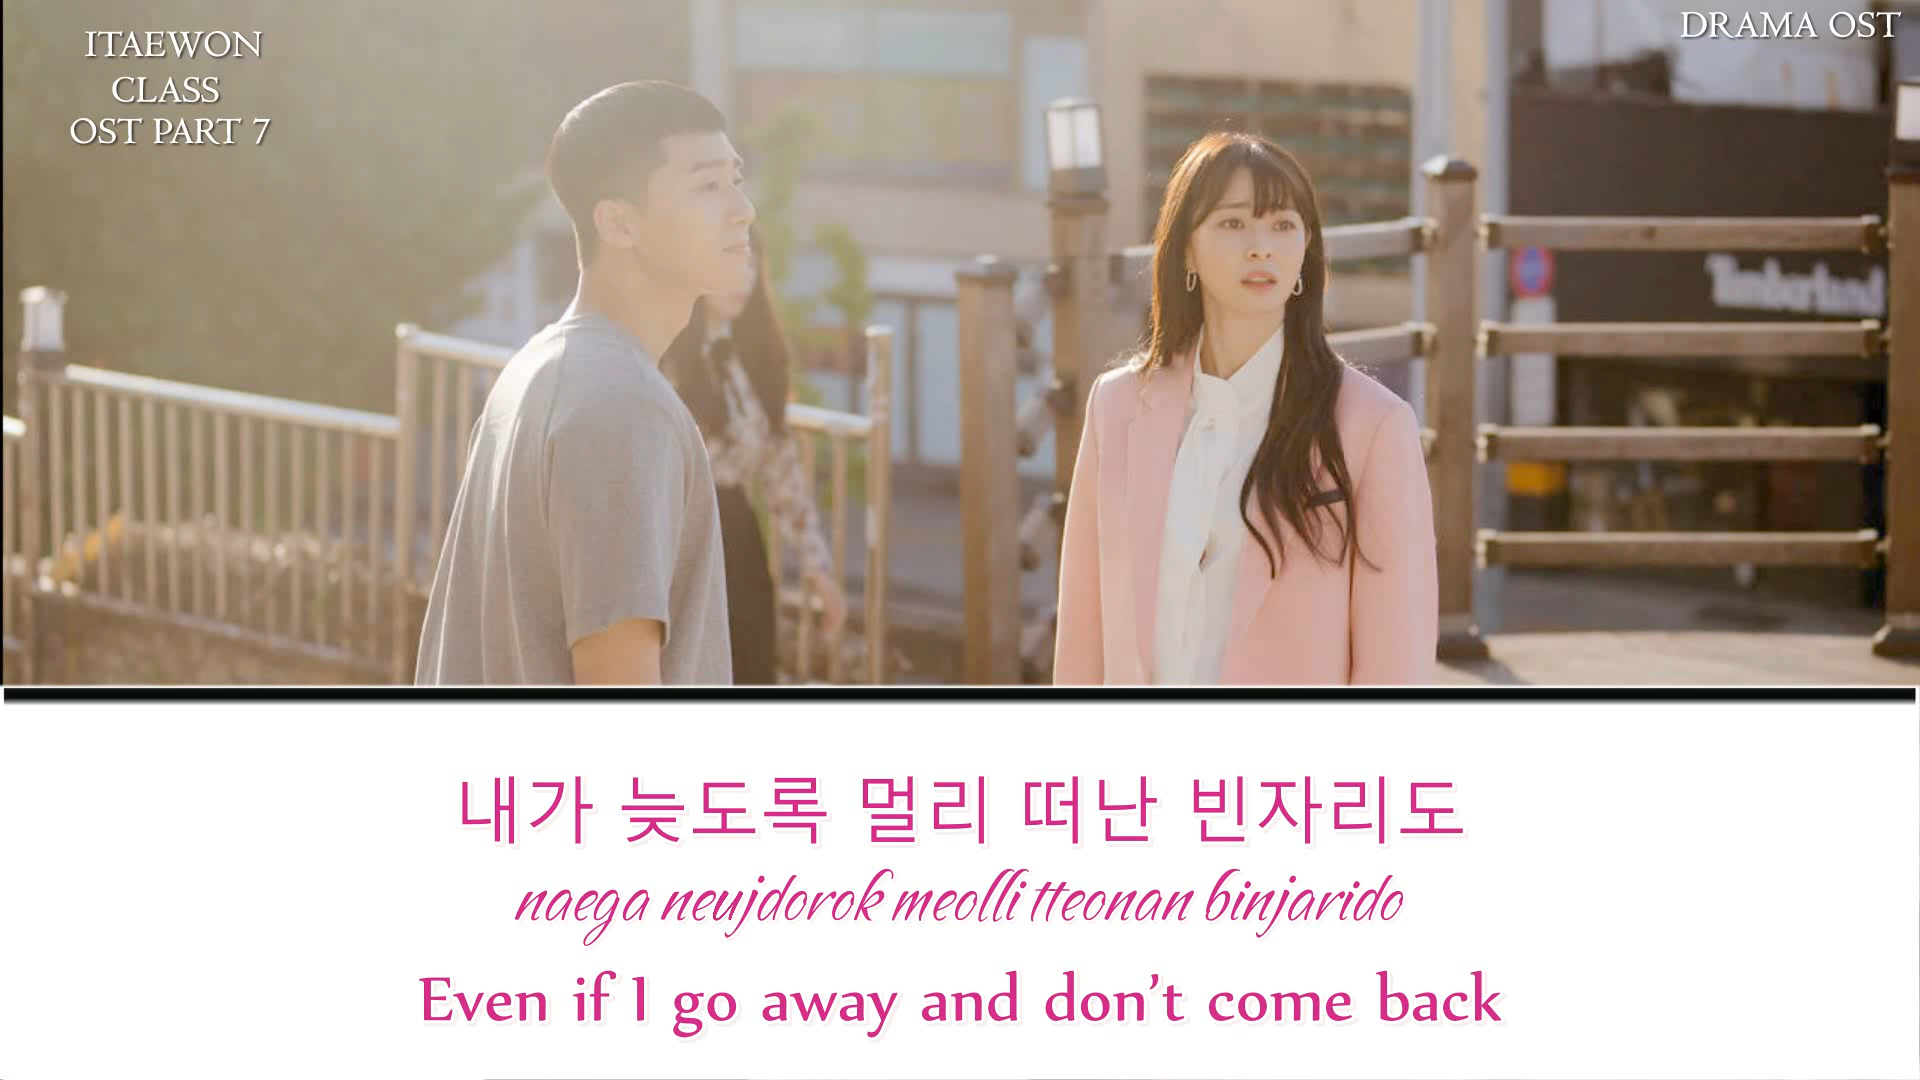 ITAEWON
CLASS
OST PART 7
DRAMA OST
Timberland
내가 늦도록 멀리 떠난 빈자리도
naega neujdorok meolli tteonan binjarido
Even if I go away and don't come back